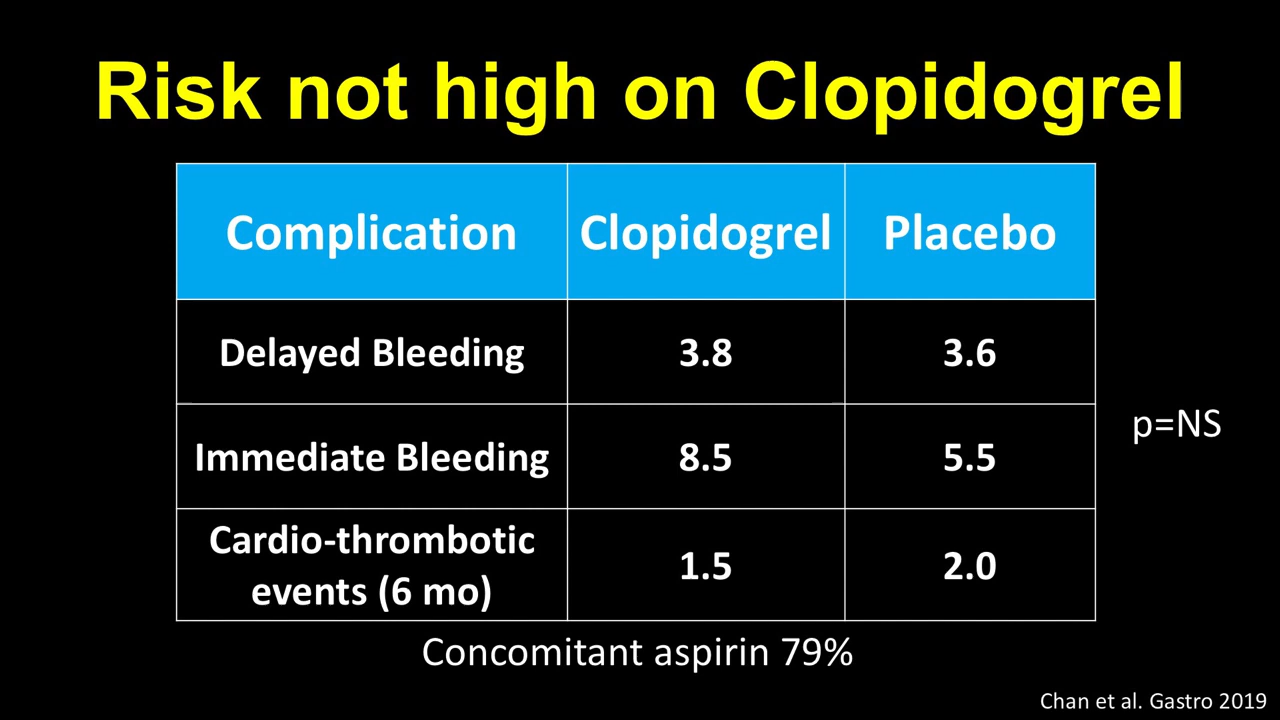 Risk not high on Clopidogrel
Complication Clopidogrel Placebo
Delayed Bleeding 3.8 3.6
p=NS
Immediate Bleeding 8.5 5.5
Cardio-thrombotic
events (6 mo) 1.5 2.0
Concomitant aspirin 79%
Chan et al. Gastro 2019